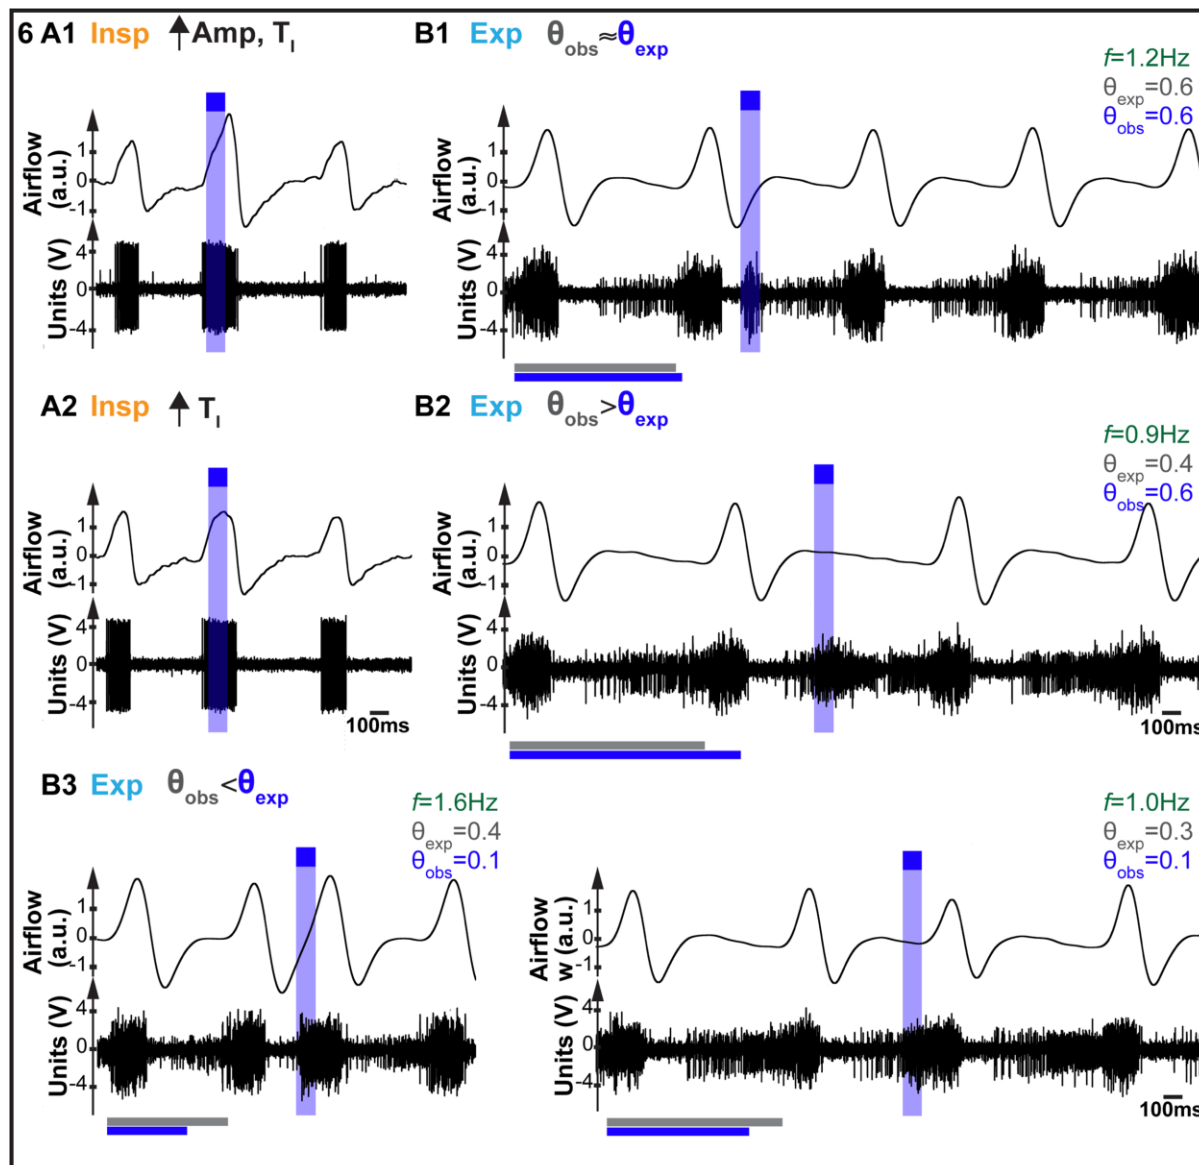 6 A1 Insp ↑Amp, T_I
B1 Exp θ_obs≈θ_exp
f=1.2Hz
θ_exp=0.6
θ_obs=0.6
Airflow
(a.u.)
1
0
-1
Units (V)
4
0
-4
Airflow
(a.u.)
1
0
-1
Units (V)
4
0
-4
A2 Insp ↑ T_I
B2 Exp θ_obs>θ_exp
f=0.9Hz
θ_exp=0.4
θ_obs=0.6
Airflow
(a.u.)
1
0
-1
Units (V)
4
0
-4
100ms
Airflow
(a.u.)
1
0
-1
Units (V)
4
0
-4
100ms
B3 Exp θ_obs<θ_exp
f=1.6Hz
θ_exp=0.4
θ_obs=0.1
f=1.0Hz
θ_exp=0.3
θ_obs=0.1
Airflow
(a.u.)
1
0
-1
Units (V)
4
0
-4
Airflow
w (a.u.)
1
0
-1
Units (V)
4
0
-4
100ms